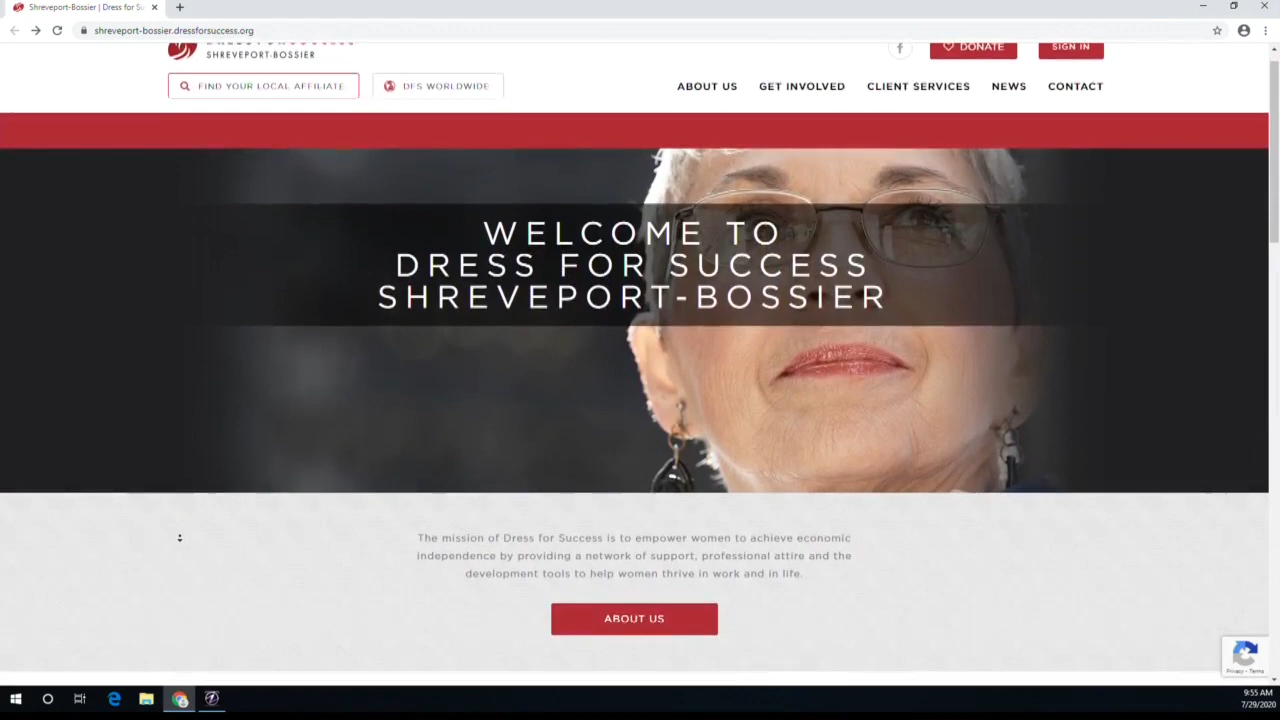 Shreveport-Bossier | Dress for Su
shreveport-bossier.dressforsuccess.org
SHREVEPORT-BOSSIER
DONATE
SIGN IN
FIND YOUR LOCAL AFFILIATE
DFS WORLDWIDE
ABOUT US
GET INVOLVED
CLIENT SERVICES
NEWS
CONTACT
WELCOME TO
DRESS FOR SUCCESS
SHREVEPORT-BOSSIER
The mission of Dress for Success is to empower women to achieve economic
independence by providing a network of support, professional attire and the
development tools to help women thrive in work and in life.
ABOUT US
Privacy - Terms
9:55 AM
7/29/2020